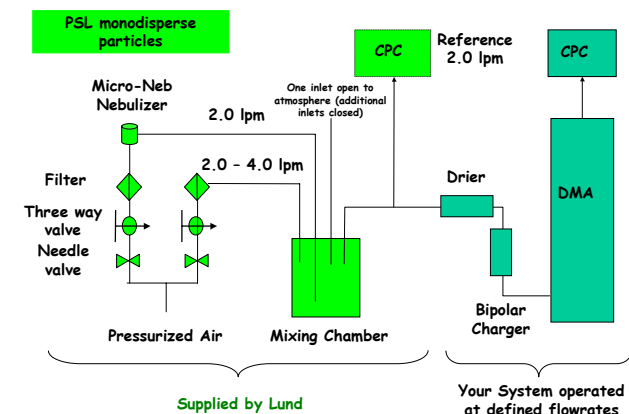 PSL monodisperse
particles
CPC
Reference
2.0 lpm
CPC
One inlet open to
atmosphere (additional
inlets closed)
Micro-Neb
Nebulizer
2.0 lpm
2.0 – 4.0 lpm
Filter
Drier
DMA
Three way
valve
Needle
valve
Bipolar
Charger
Pressurized Air
Mixing Chamber
Supplied by Lund
Your System operated
at defined flowrates